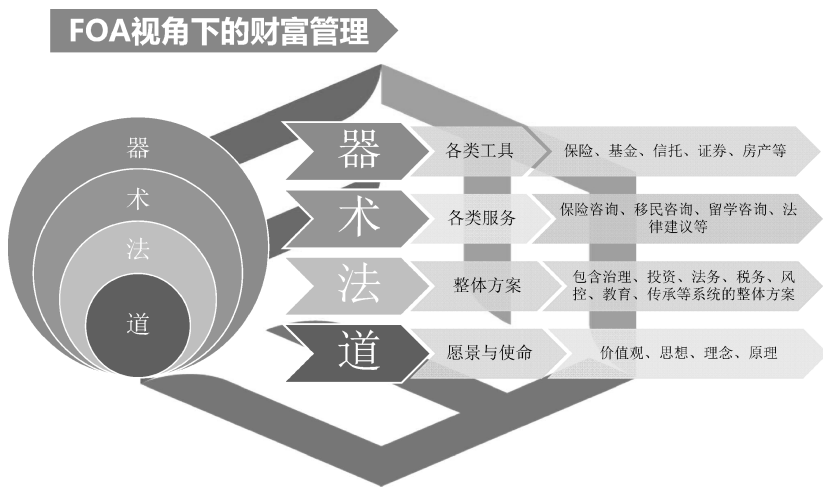 FOA视角下的财富管理
器
术
法
道
器
各类工具
保险、基金、信托、证券、房产等
术
各类服务
保险咨询、移民咨询、留学咨询、法
律建议等
法
整体方案
包含治理、投资、法务、税务、风
控、教育、传承等系统的整体方案
道
愿景与使命
价值观、思想、理念、原理